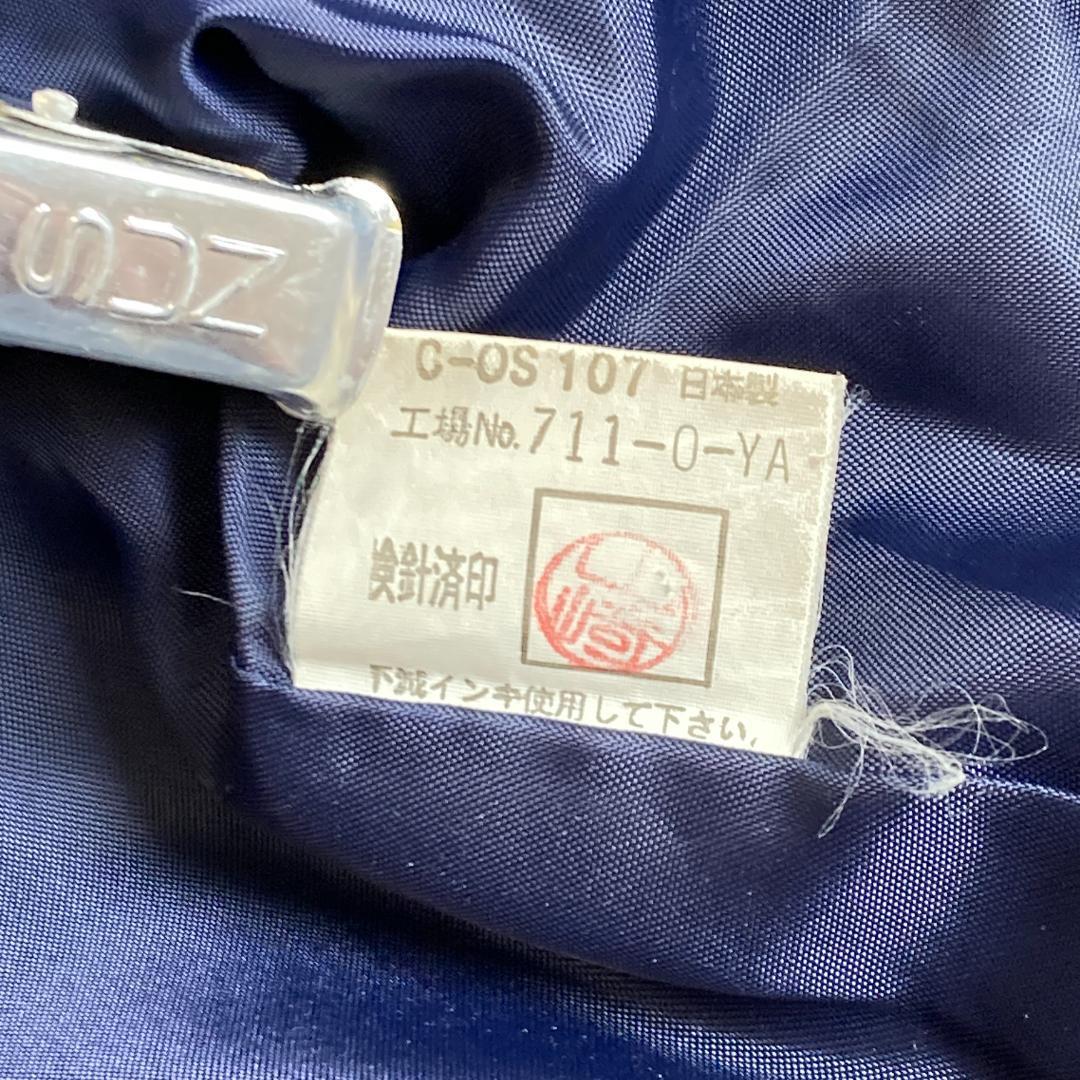 SUN
C-OS 107 日本製
工場No.711-0-YA
検針済印
下減インキ使用して下さい.